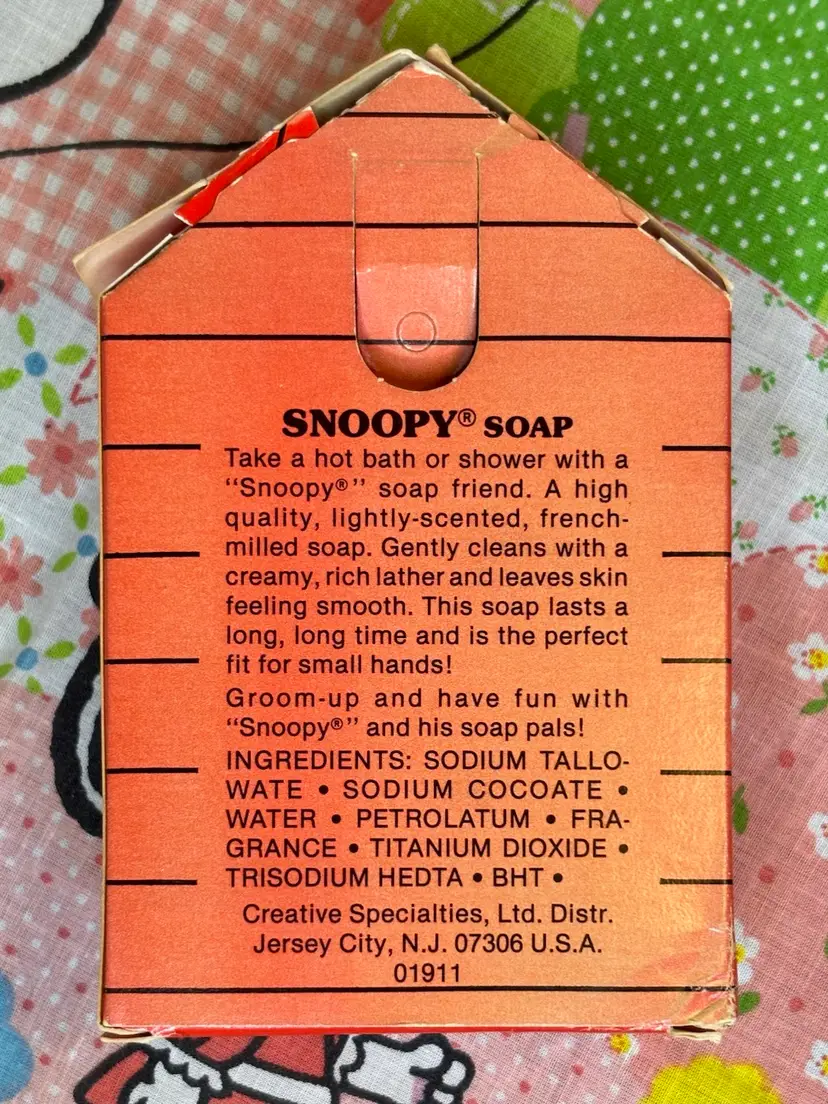 SNOOPY® SOAP
Take a hot bath or shower with a
“Snoopy®” soap friend. A high
quality, lightly-scented, french-
milled soap. Gently cleans with a
creamy, rich lather and leaves skin
feeling smooth. This soap lasts a
long, long time and is the perfect
fit for small hands!
Groom-up and have fun with
“Snoopy®” and his soap pals!
INGREDIENTS: SODIUM TALLO-
WATE • SODIUM COCOATE •
WATER • PETROLATUM • FRA-
GRANCE • TITANIUM DIOXIDE •
TRISODIUM HEDTA • BHT •
Creative Specialties, Ltd. Distr.
Jersey City, N.J. 07306 U.S.A.
01911